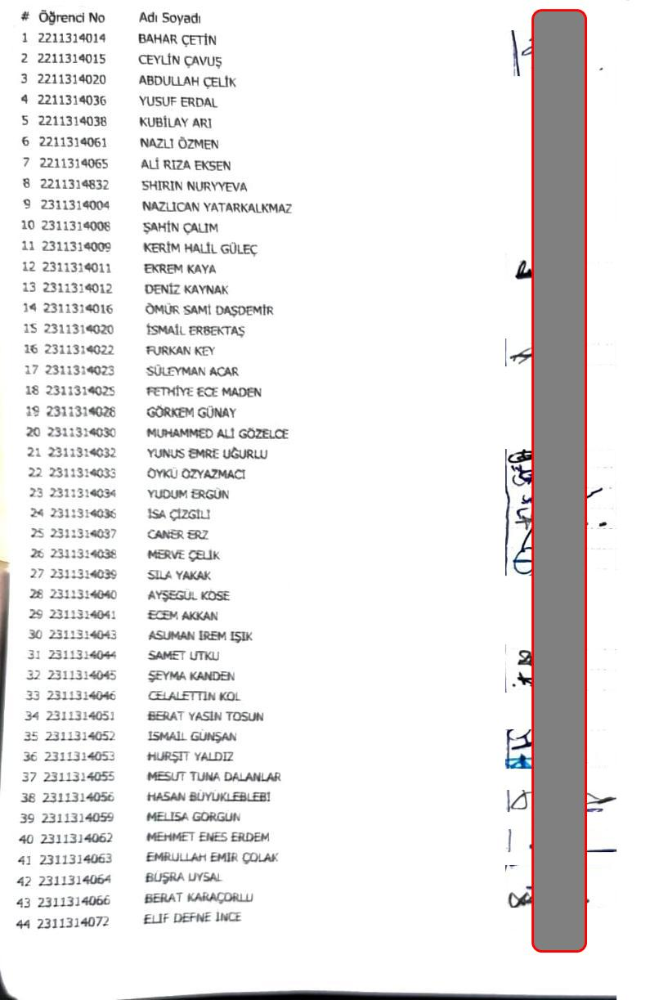 # Öğrenci No Adı Soyadı
1 2211314014 BAHAR ÇETİN
2 2211314015 CEYLİN ÇAVUŞ
3 2211314020 ABDULLAH ÇELİK
4 2211314036 YUSUF ERDAL
5 2211314038 KUBİLAY ARI
6 2211314061 NAZLI ÖZMEN
7 2211314065 ALİ RIZA EKSEN
8 2211314832 SHIRIN NURYYEVA
9 2311314004 NAZLICAN YATARKALKMAZ
10 2311314008 ŞAHİN ÇALIM
11 2311314009 KERİM HALİL GÜLEÇ
12 2311314011 EKREM KAYA
13 2311314012 DENİZ KAYNAK
14 2311314016 ÖMÜR SAMİ DAŞDEMİR
15 2311314020 İSMAİL ERBEKTAŞ
16 2311314022 FURKAN KEY
17 2311314023 SÜLEYMAN ACAR
18 2311314025 FETHİYE ECE MADEN
19 2311314028 GÖRKEM GÜNAY
20 2311314030 MUHAMMED ALİ GÖZELCE
21 2311314032 YUNUS EMRE UĞURLU
22 2311314033 ÖYKÜ ÖZYAZMACI
23 2311314034 YUDUM ERGÜN
24 2311314036 İSA ÇİZGİLİ
25 2311314037 CANER ERZ
26 2311314038 MERVE ÇELİK
27 2311314039 SILA YAKAK
28 2311314040 AYŞEGÜL KÖSE
29 2311314041 ECEM AKKAN
30 2311314043 ASUMAN İREM IŞIK
31 2311314044 SAMET UTKU
32 2311314045 ŞEYMA KANDEN
33 2311314046 CELALETTİN KOL
34 2311314051 BERAT YASİN TOSUN
35 2311314052 İSMAİL GÜNŞAN
36 2311314053 HURŞİT YALDIZ
37 2311314055 MESUT TUNA DALANLAR
38 2311314056 HASAN BÜYÜKLEBLEBİ
39 2311314059 MELİSA GÖRGÜN
40 2311314062 MEHMET ENES ERDEM
41 2311314063 EMRULLAH EMİR ÇOLAK
42 2311314064 BÜŞRA UYSAL
43 2311314066 BERAT KARAÇORLU
44 2311314072 ELİF DEFNE İNCE